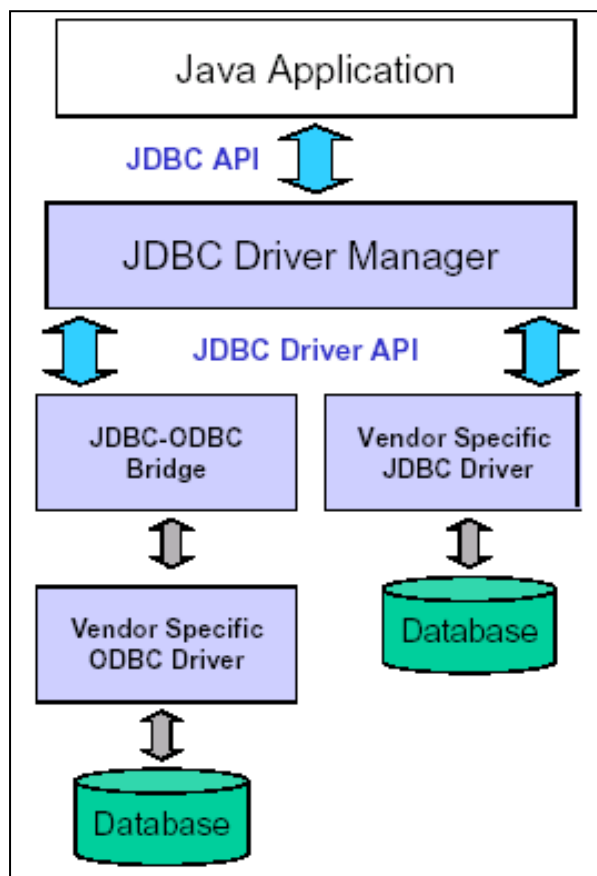 Java Application
JDBC API
JDBC Driver Manager
JDBC Driver API
JDBC-ODBC
Bridge
Vendor Specific
JDBC Driver
Vendor Specific
ODBC Driver
Database
Database